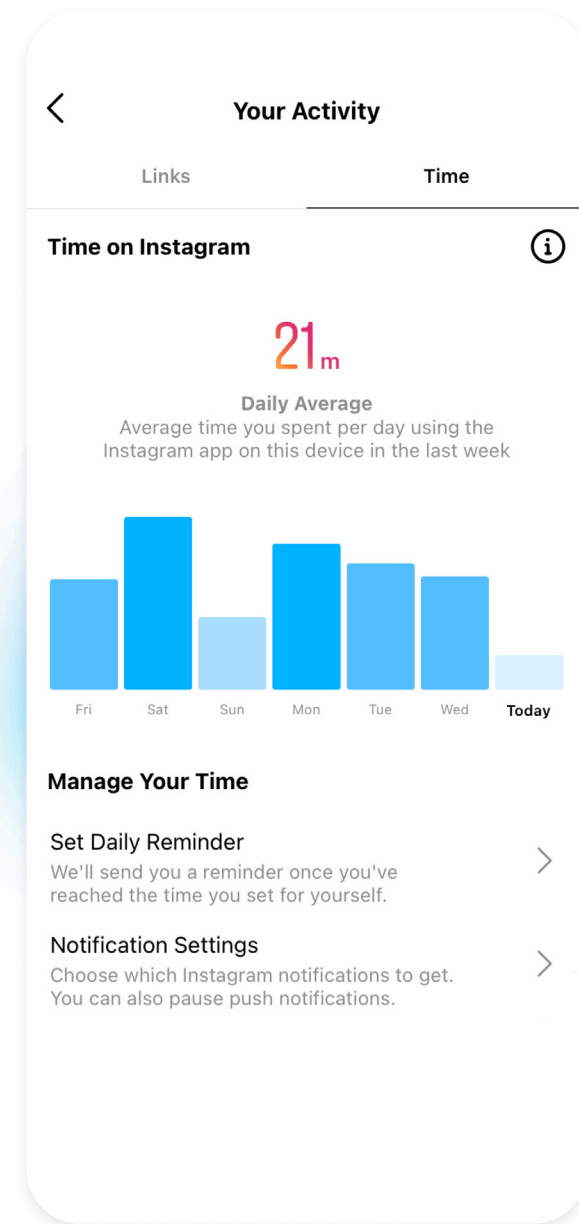 Your Activity
Links
Time
Time on Instagram
21m
Daily Average
Average time you spent per day using the
Instagram app on this device in the last week
Fri Sat Sun Mon Tue Wed Today
Manage Your Time
Set Daily Reminder
We'll send you a reminder once you've
reached the time you set for yourself.
Notification Settings
Choose which Instagram notifications to get.
You can also pause push notifications.